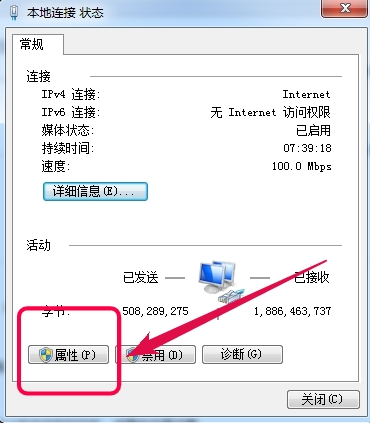 本地连接 状态
常规
连接
IPv4 连接: Internet
IPv6 连接: 无 Internet 访问权限
媒体状态: 已启用
持续时间: 07:39:18
速度: 100.0 Mbps
详细信息(E)...
活动
已发送 已接收
字节: 508,289,275 1,886,463,737
属性(P) 禁用(D) 诊断(G)
关闭(C)